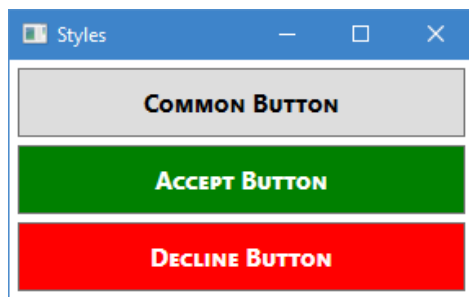 Styles
Common Button
Accept Button
Decline Button